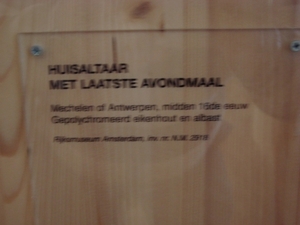 HUISALTAAR
MET LAATSTE AVONDMAAL
Mechelen of Antwerpen, midden 16de eeuw
Gepolychromeerd eikenhout en albast
Rijksmuseum Amsterdam, inv. nr. N.M.